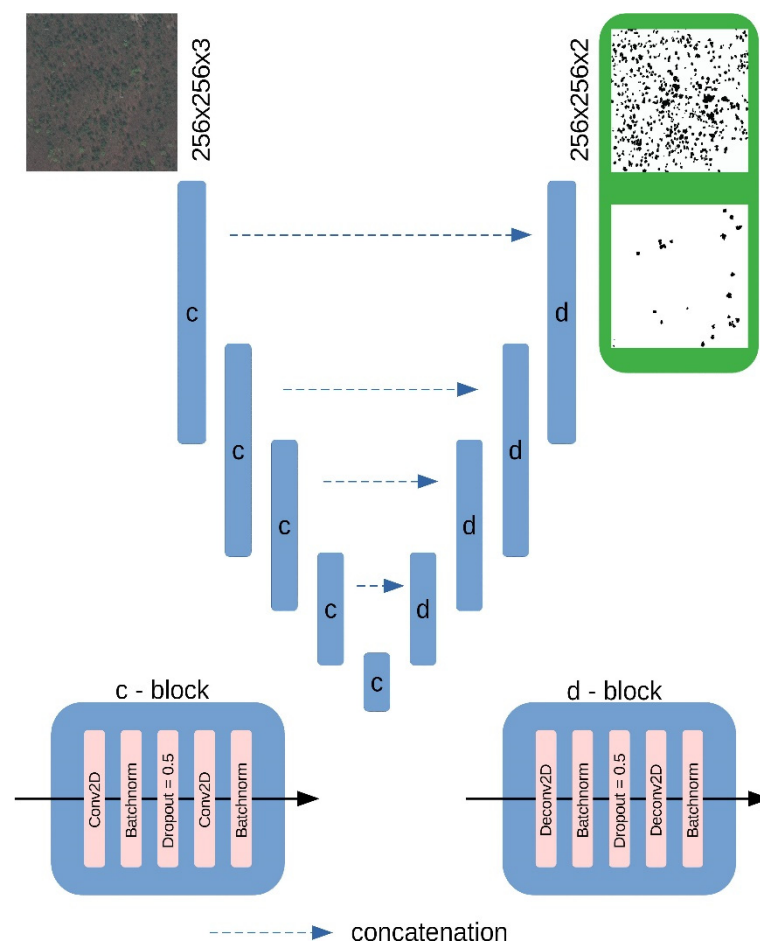 256x256x3
256x256x2
c
d
c
d
c
d
c
d
c
c - block
Conv2D
Batchnorm
Dropout = 0.5
Conv2D
Batchnorm
d - block
Deconv2D
Batchnorm
Dropout = 0.5
Deconv2D
Batchnorm
concatenation